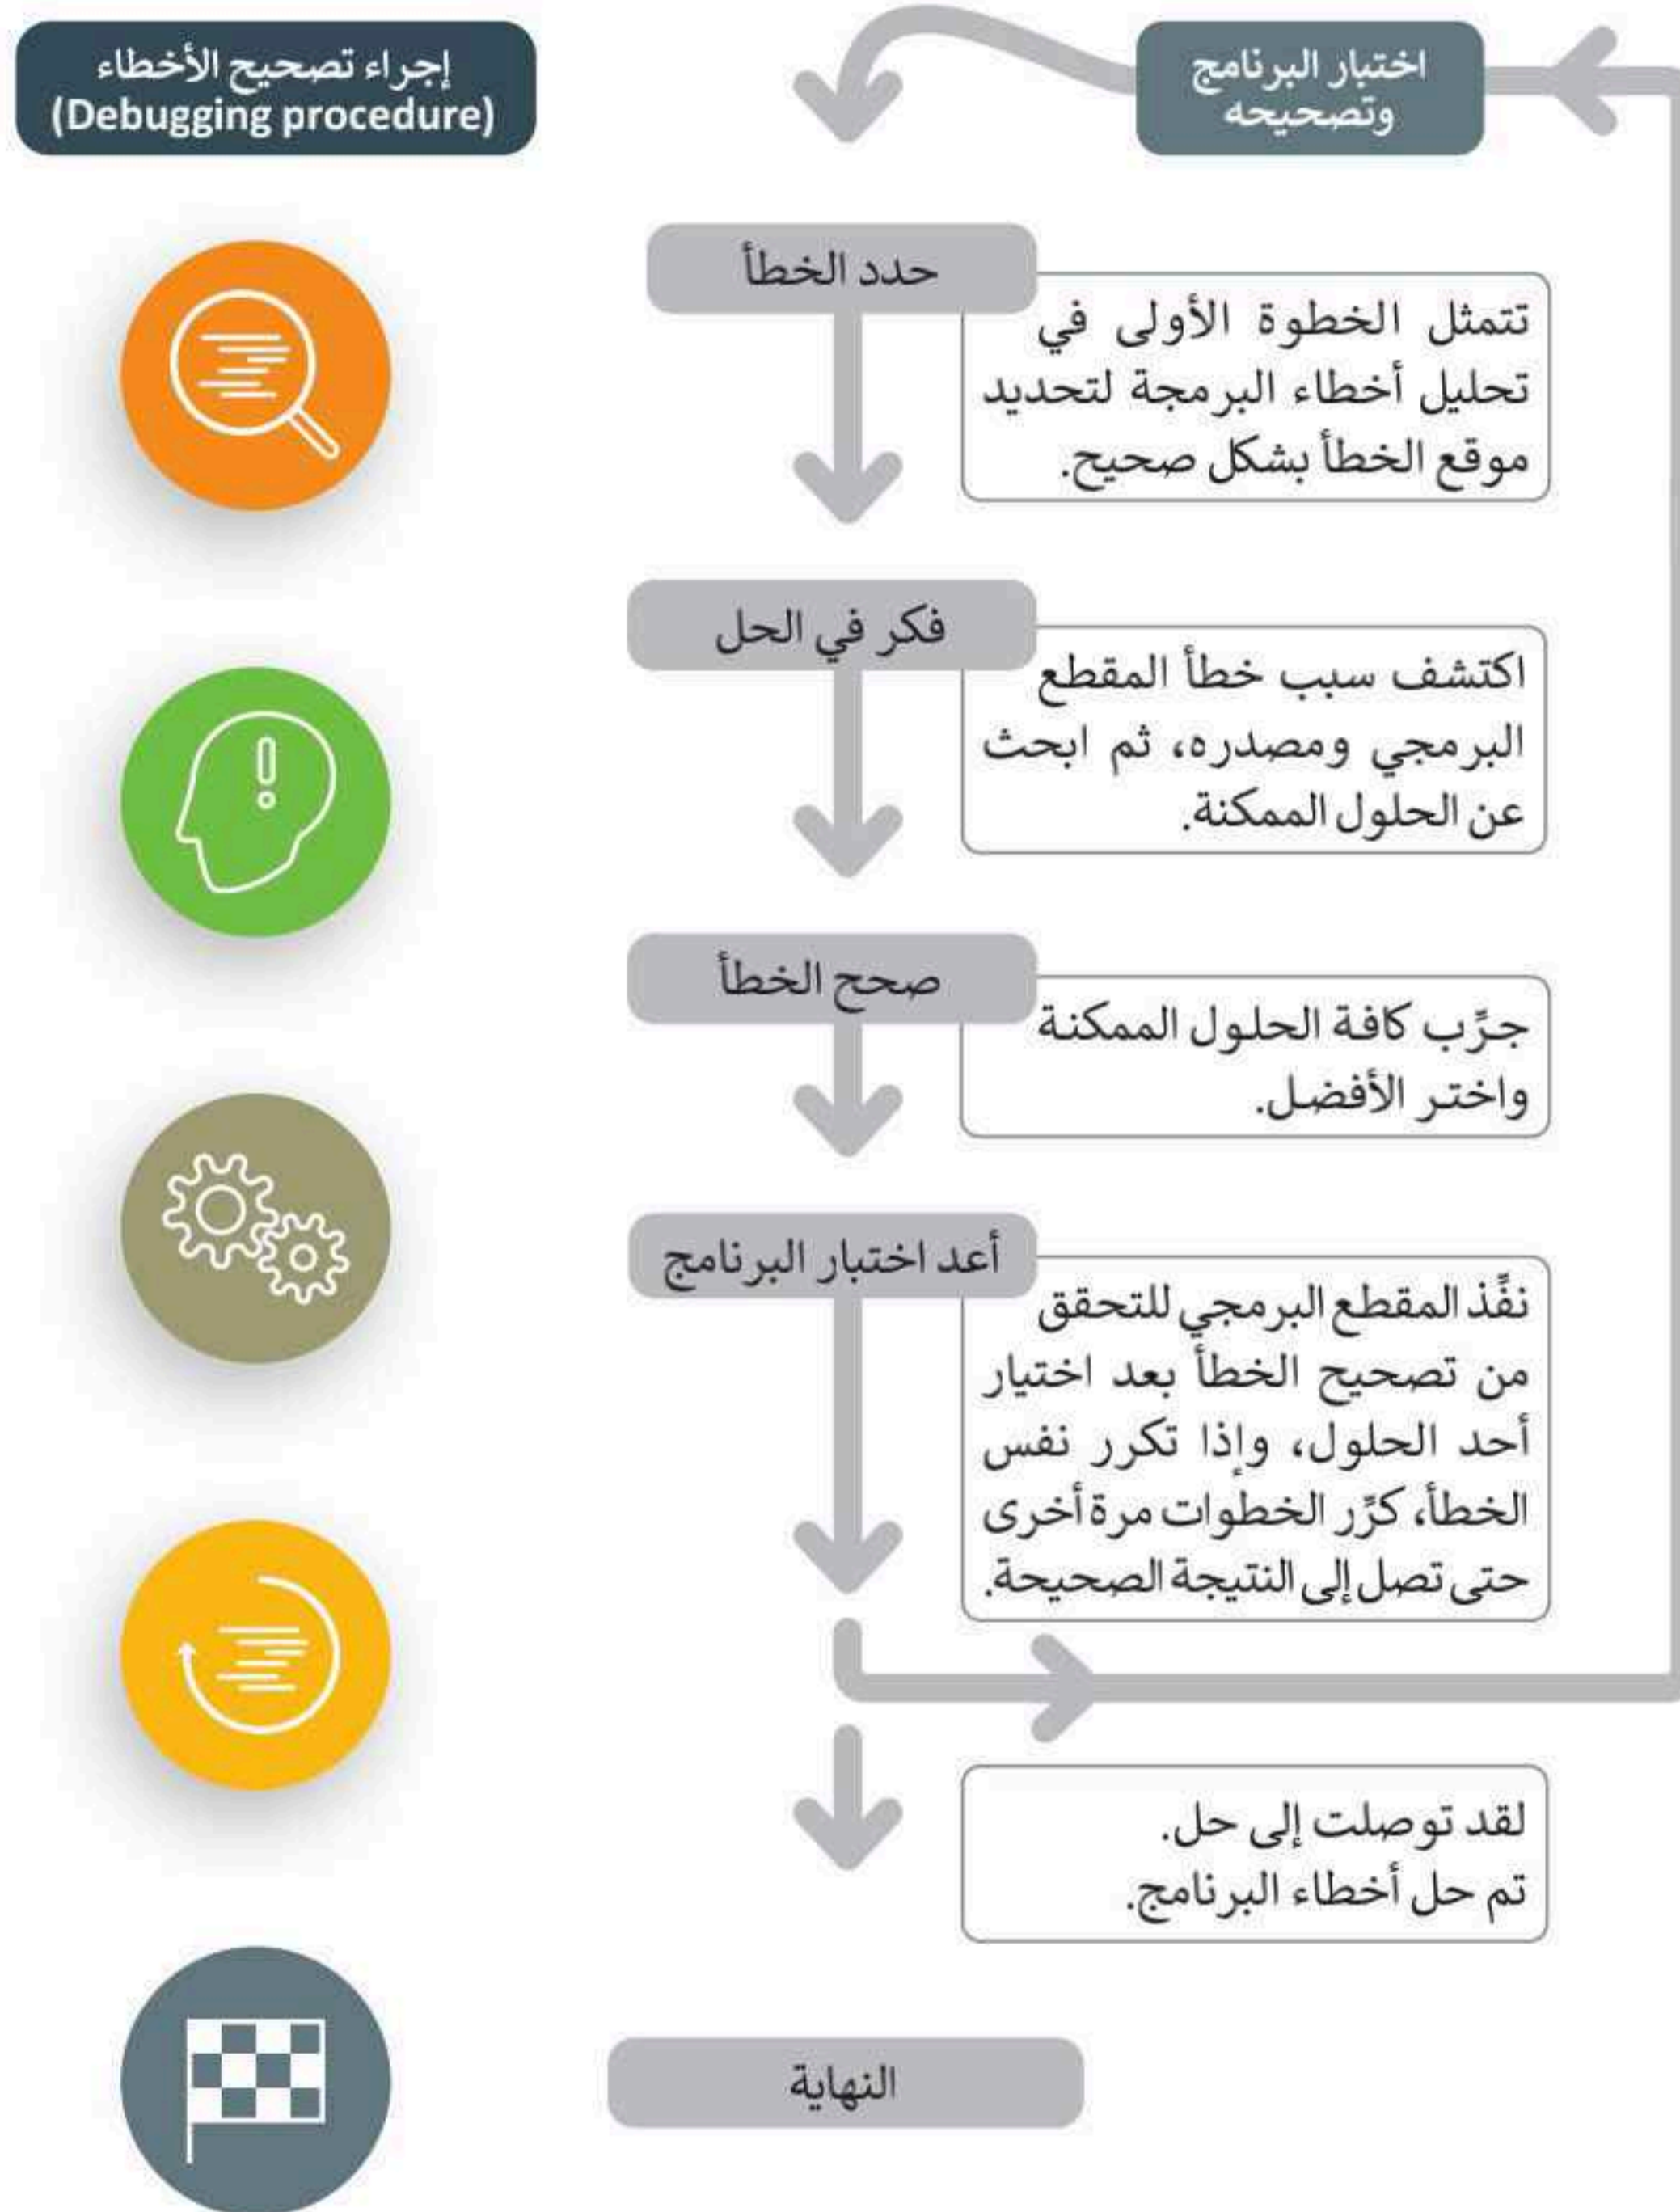 إجراء تصحيح الأخطاء
(Debugging procedure)
اختبار البرنامج
وتصحيحه
حدد الخطأ
تتمثل الخطوة الأولى في
تحليل أخطاء البرمجة لتحديد
موقع الخطأ بشكل صحيح.
فكر في الحل
اكتشف سبب خطأ المقطع
البرمجي ومصدره، ثم ابحث
عن الحلول الممكنة.
صحح الخطأ
جرِّب كافة الحلول الممكنة
واختر الأفضل.
أعد اختبار البرنامج
نفِّذ المقطع البرمجي للتحقق
من تصحيح الخطأ بعد اختيار
أحد الحلول، وإذا تكرر نفس
الخطأ، كرِّر الخطوات مرة أخرى
حتى تصل إلى النتيجة الصحيحة.
لقد توصلت إلى حل.
تم حل أخطاء البرنامج.
النهاية